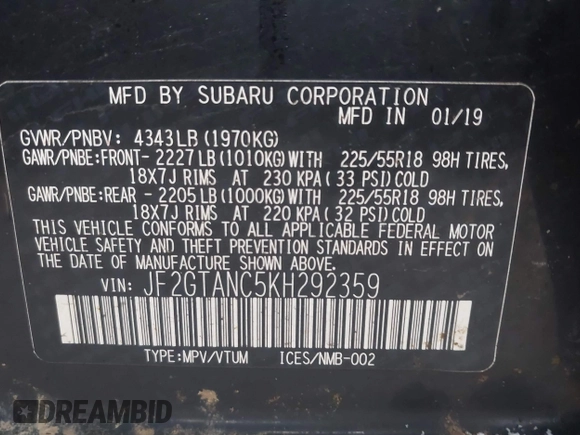 MFD BY SUBARU CORPORATION
MFD IN 01/19
GVWR/PNBV: 4343LB(1970KG)
GAWR/PNBE:FRONT-2227LB(1010KG)WITH 225/55R18 98H TIRES,
18X7J RIMS AT 230 KPA(33 PSI)COLD
GAWR/PNBE:REAR -2205LB(1000KG)WITH 225/55R18 98H TIRES,
18X7J RIMS AT 220 KPA(32 PSI)COLD
THIS VEHICLE CONFORMS TO ALL APPLICABLE FEDERAL MOTOR
VEHICLE SAFETY AND THEFT PREVENTION STANDARDS IN EFFECT ON
THE DATE OF MANUFACTURE SHOWN ABOVE.
VIN: JF2GTANC5KH292359
TYPE:MPV/VTUM ICES/NMB-002
DREAMBID